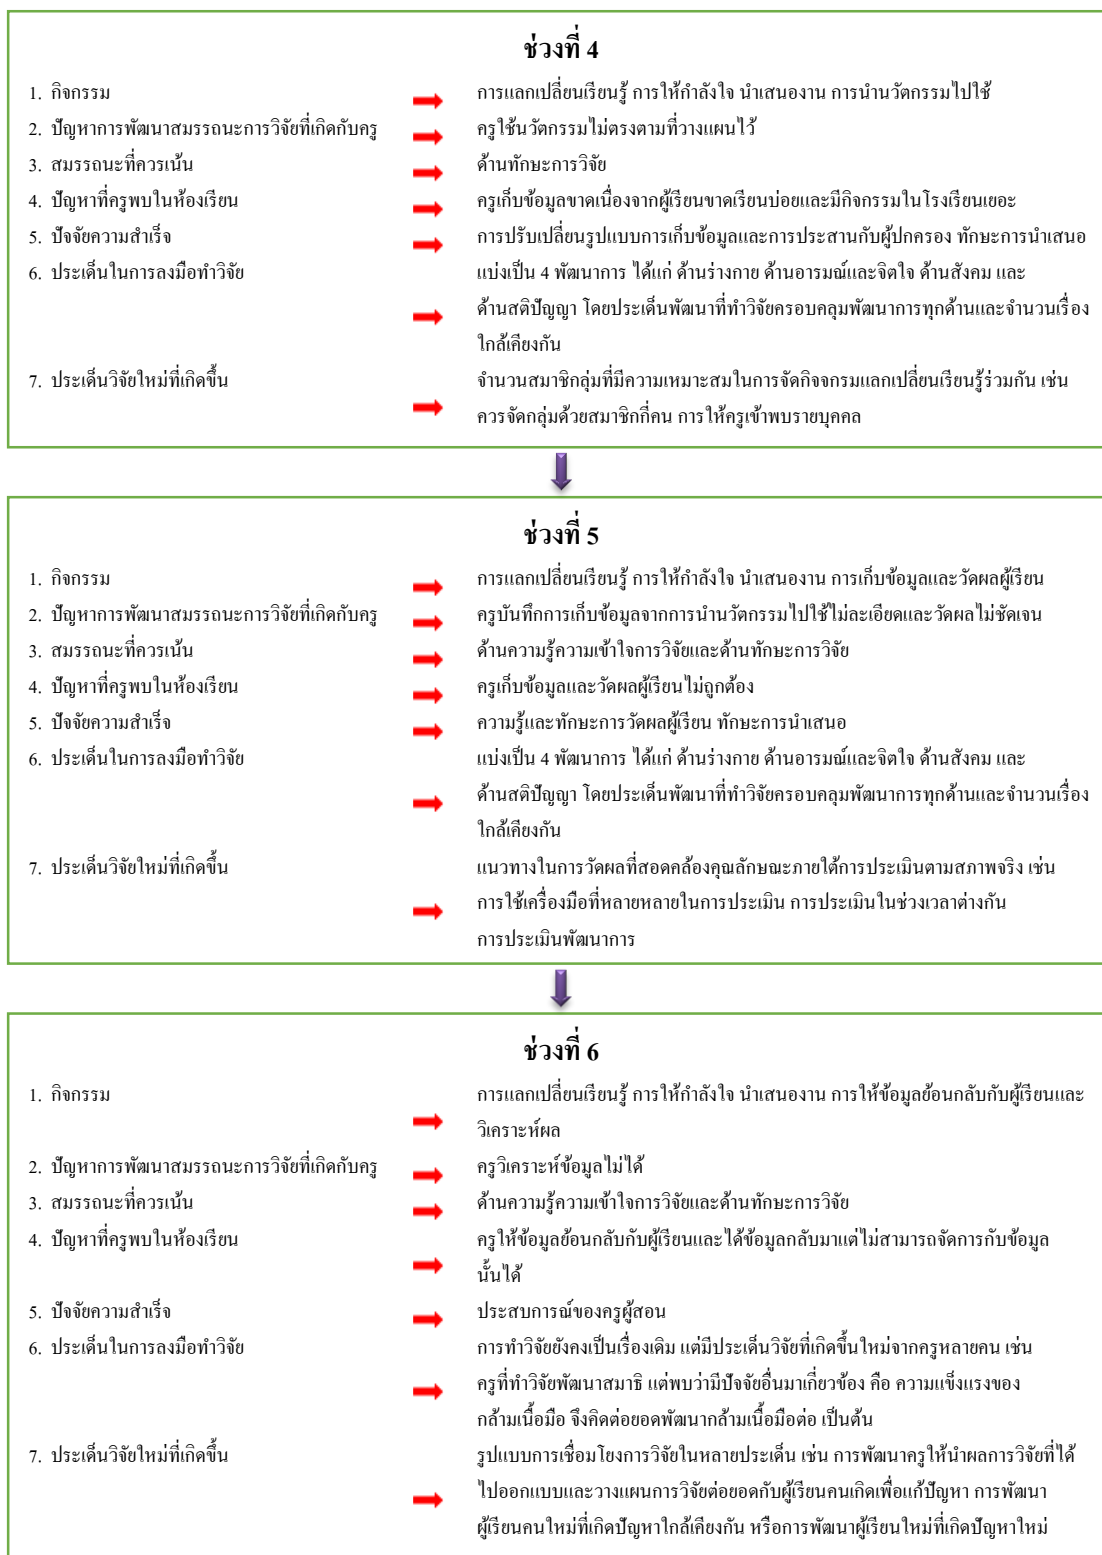 ช่วงที่ 4
1. กิจกรรม การแลกเปลี่ยนเรียนรู้ การให้กำลังใจ นำเสนองาน การนำนวัตกรรมไปใช้
2. ปัญหาการพัฒนาสมรรถนะการวิจัยที่เกิดกับครู ครูใช้นวัตกรรมไม่ตรงตามที่วางแผนไว้
3. สมรรถนะที่ควรเน้น ด้านทักษะการวิจัย
4. ปัญหาที่ครูพบในห้องเรียน ครูเก็บข้อมูลขาดเนื่องจากผู้เรียนขาดเรียนบ่อยและมีกิจกรรมในโรงเรียนเยอะ
5. ปัจจัยความสำเร็จ การปรับเปลี่ยนรูปแบบการเก็บข้อมูลและการประสานกับผู้ปกครอง ทักษะการนำเสนอ
6. ประเด็นในการลงมือทำวิจัย แบ่งเป็น 4 พัฒนาการ ได้แก่ ด้านร่างกาย ด้านอารมณ์และจิตใจ ด้านสังคม และ
ด้านสติปัญญา โดยประเด็นพัฒนาที่ทำวิจัยครอบคลุมพัฒนาการทุกด้านและจำนวนเรื่อง
ใกล้เคียงกัน
7. ประเด็นวิจัยใหม่ที่เกิดขึ้น จำนวนสมาชิกลุ่มที่มีความเหมาะสมในการจัดกิจจกรมแลกเปลี่ยนเรียนรู้ร่วมกัน เช่น
ควรจัดกลุ่มด้วยสมาชิกกี่คน การให้ครูเข้าพบรายบุคคล
ช่วงที่ 5
1. กิจกรรม การแลกเปลี่ยนเรียนรู้ การให้กำลังใจ นำเสนองาน การเก็บข้อมูลและวัดผลผู้เรียน
2. ปัญหาการพัฒนาสมรรถนะการวิจัยที่เกิดกับครู ครูบันทึกการเก็บข้อมูลจากการนำนวัตกรรมไปใช้ไม่ละเอียดและวัดผลไม่ชัดเจน
3. สมรรถนะที่ควรเน้น ด้านความรู้ความเข้าใจการวิจัยและด้านทักษะการวิจัย
4. ปัญหาที่ครูพบในห้องเรียน ครูเก็บข้อมูลและวัดผลผู้เรียนไม่ถูกต้อง
5. ปัจจัยความสำเร็จ ความรู้และทักษะการวัดผลผู้เรียน ทักษะการนำเสนอ
6. ประเด็นในการลงมือทำวิจัย แบ่งเป็น 4 พัฒนาการ ได้แก่ ด้านร่างกาย ด้านอารมณ์และจิตใจ ด้านสังคม และ
ด้านสติปัญญา โดยประเด็นพัฒนาที่ทำวิจัยครอบคลุมพัฒนาการทุกด้านและจำนวนเรื่อง
ใกล้เคียงกัน
7. ประเด็นวิจัยใหม่ที่เกิดขึ้น แนวทางในการวัดผลที่สอดคล้องคุณลักษณะภายใต้การประเมินตามสภาพจริง เช่น
การใช้เครื่องมือที่หลายหลายในการประเมิน การประเมินในช่วงเวลาต่างกัน
การประเมินพัฒนาการ
ช่วงที่ 6
1. กิจกรรม การแลกเปลี่ยนเรียนรู้ การให้กำลังใจ นำเสนองาน การให้ข้อมูลย้อนกลับกับผู้เรียนและ
วิเคราะห์ผล
2. ปัญหาการพัฒนาสมรรถนะการวิจัยที่เกิดกับครู ครูวิเคราะห์ข้อมูลไม่ได้
3. สมรรถนะที่ควรเน้น ด้านความรู้ความเข้าใจการวิจัยและด้านทักษะการวิจัย
4. ปัญหาที่ครูพบในห้องเรียน ครูให้ข้อมูลย้อนกลับกับผู้เรียนและได้ข้อมูลกลับมาแต่ไม่สามารถจัดการกับข้อมูล
นั้นได้
5. ปัจจัยความสำเร็จ ประสบการณ์ของครูผู้สอน
6. ประเด็นในการลงมือทำวิจัย การทำวิจัยยังคงเป็นเรื่องเดิม แต่มีประเด็นวิจัยที่เกิดขึ้นใหม่จากครูหลายคน เช่น
ครูที่ทำวิจัยพัฒนาสมาธิ แต่พบว่ามีปัจจัยอื่นมาเกี่ยวข้อง คือ ความแข็งแรงของ
กล้ามเนื้อมือ จึงคิดต่อยอดพัฒนากล้ามเนื้อมือต่อ เป็นต้น
7. ประเด็นวิจัยใหม่ที่เกิดขึ้น รูปแบบการเชื่อมโยงการวิจัยในหลายประเด็น เช่น การพัฒนาครูให้นำผลการวิจัยที่ได้
ไปออกแบบและวางแผนการวิจัยต่อยอดกับผู้เรียนคนเกิดเพื่อแก้ปัญหา การพัฒนา
ผู้เรียนคนใหม่ที่เกิดปัญหาใกล้เคียงกัน หรือการพัฒนาผู้เรียนใหม่ที่เกิดปัญหาใหม่